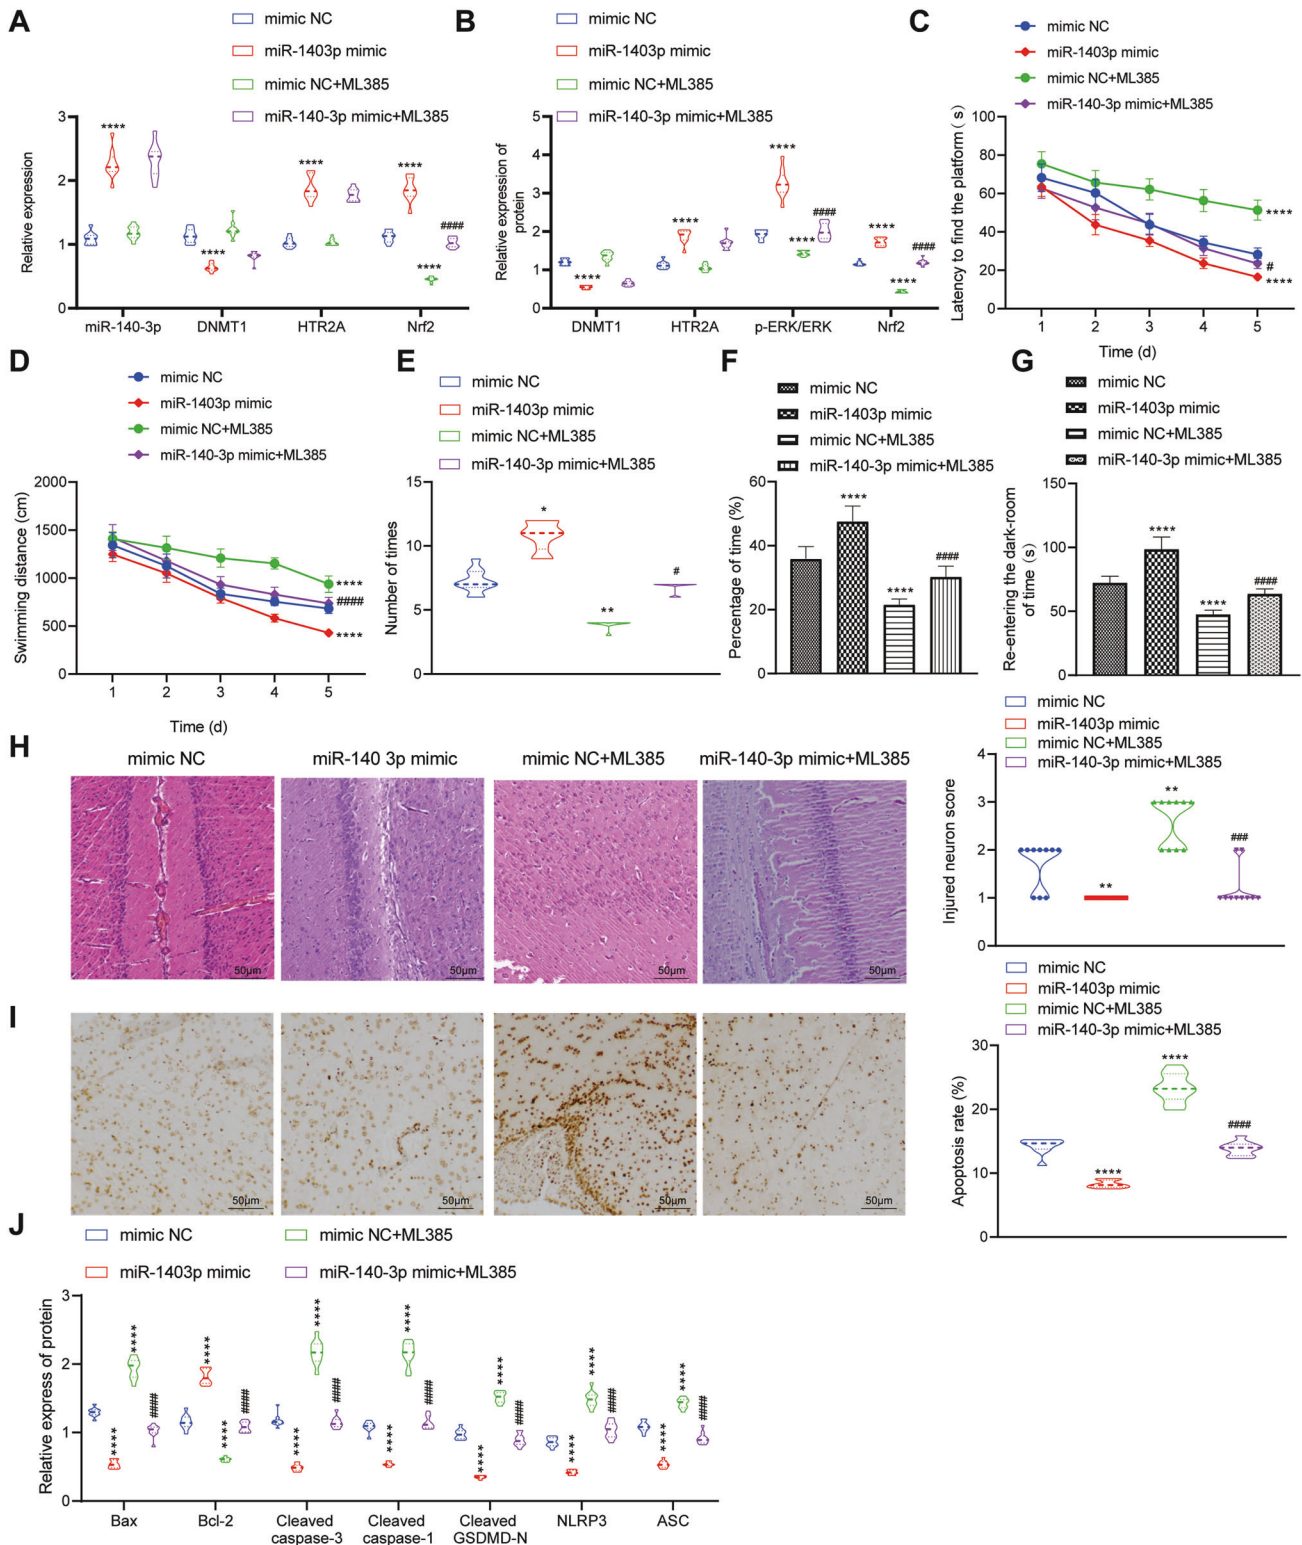 A
mimic NC
miR-1403p mimic
mimic NC+ML385
miR-140-3p mimic+ML385
Relative expression
3
2
1
0
****
****
****
****
****
####
miR-140-3p
DNMT1
HTR2A
Nrf2
B
mimic NC
miR-1403p mimic
mimic NC+ML385
miR-140-3p mimic+ML385
Relative expression of
protein
5
4
3
2
1
0
****
****
****
****
####
****
****
####
DNMT1
HTR2A
p-ERK/ERK
Nrf2
C
mimic NC
miR-1403p mimic
mimic NC+ML385
miR-140-3p mimic+ML385
Latency to find the platform ( s)
100
80
60
40
20
0
****
#
****
1
2
3
4
5
Time (d)
D
mimic NC
miR-1403p mimic
mimic NC+ML385
miR-140-3p mimic+ML385
Swimming distance (cm)
2000
1500
1000
500
0
****
####
****
1
2
3
4
5
Time (d)
E
mimic NC
miR-1403p mimic
mimic NC+ML385
miR-140-3p mimic+ML385
Number of times
15
10
5
0
*
**
#
F
mimic NC
miR-1403p mimic
mimic NC+ML385
miR-140-3p mimic+ML385
Percentage of time (%)
60
40
20
0
****
****
####
G
mimic NC
miR-1403p mimic
mimic NC+ML385
miR-140-3p mimic+ML385
Re-entering the dark-room
of time (s)
150
100
50
0
****
****
####
H
mimic NC
miR-140 3p mimic
mimic NC+ML385
miR-140-3p mimic+ML385
50μm
50μm
50μm
50μm
mimic NC
miR-1403p mimic
mimic NC+ML385
miR-140-3p mimic+ML385
Injured neuron score
4
3
2
1
0
**
**
###
I
50μm
50μm
50μm
50μm
mimic NC
miR-1403p mimic
mimic NC+ML385
miR-140-3p mimic+ML385
Apoptosis rate (%)
30
20
10
0
****
****
####
J
mimic NC
mimic NC+ML385
miR-1403p mimic
miR-140-3p mimic+ML385
Relative express of protein
3
2
1
0
****
****
####
****
****
####
****
****
####
****
****
####
****
****
####
****
****
####
****
****
####
Bax
Bcl-2
Cleaved
caspase-3
Cleaved
caspase-1
Cleaved
GSDMD-N
NLRP3
ASC